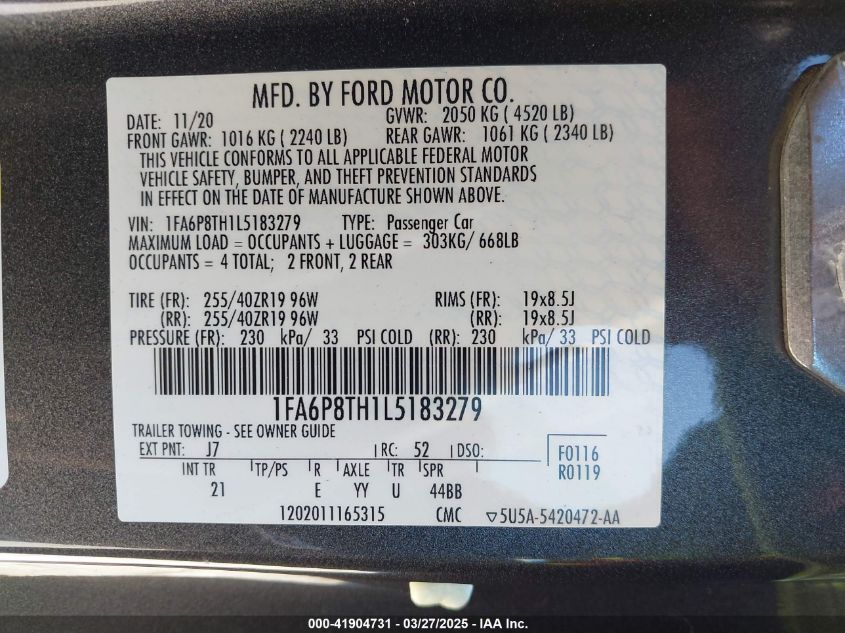 MFD. BY FORD MOTOR CO.
DATE: 11/20 GVWR: 2050 KG ( 4520 LB)
FRONT GAWR: 1016 KG ( 2240 LB) REAR GAWR: 1061 KG ( 2340 LB)
THIS VEHICLE CONFORMS TO ALL APPLICABLE FEDERAL MOTOR
VEHICLE SAFETY, BUMPER, AND THEFT PREVENTION STANDARDS
IN EFFECT ON THE DATE OF MANUFACTURE SHOWN ABOVE.
VIN: 1FA6P8TH1L5183279 TYPE: Passenger Car
MAXIMUM LOAD = OCCUPANTS + LUGGAGE = 303KG/ 668LB
OCCUPANTS = 4 TOTAL; 2 FRONT, 2 REAR
TIRE (FR): 255/40ZR19 96W RIMS (FR): 19x8.5J
(RR): 255/40ZR19 96W (RR): 19x8.5J
PRESSURE (FR): 230 kPa/ 33 PSI COLD (RR): 230 kPa/ 33 PSI COLD
1FA6P8TH1L5183279
TRAILER TOWING - SEE OWNER GUIDE
EXT PNT: J7 RC: 52 DSO:
F0116
R0119
INT TR TP/PS R AXLE TR SPR
21 E YY U 44BB
1202011165315 CMC ▽5U5A-5420472-AA
000-41904731 - 03/27/2025 - IAA Inc.